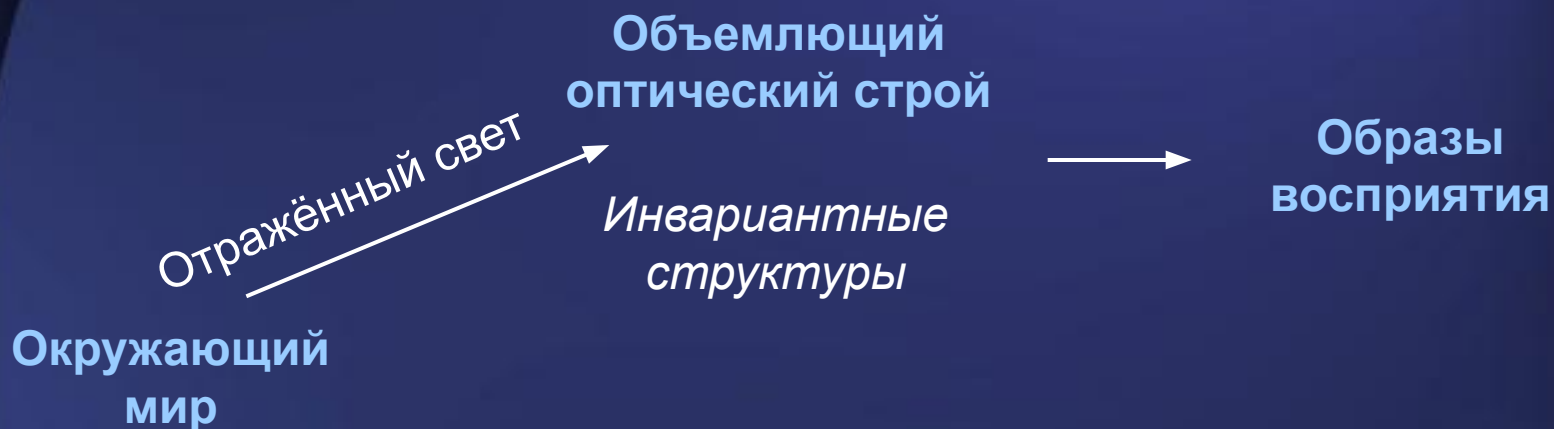 Объемлющий
оптический строй
Отражённый свет
Образы
восприятия
Инвариантные
структуры
Окружающий
мир